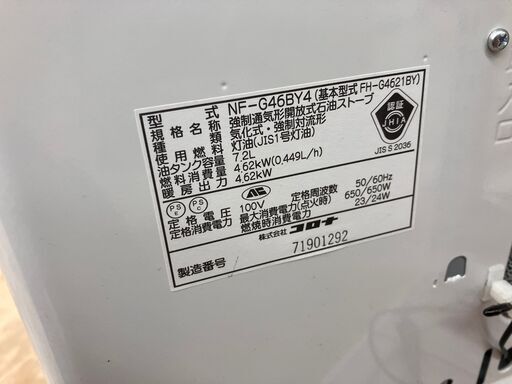 型式 NF-G46BY4 (基本型式 FH-G4621BY)
規格名称 強制通気形開放式石油ストーブ
種類 気化式・強制対流形
使用燃料 灯油(JIS1号灯油)
油タンク容量 7.2L
燃料消費量 4.62kW(0.449L/h)
暖房出力 4.62kW
認証
JHIA
JIS S 2036
PS
E
PS
C
定格電圧 100V 定格周波数 50/60Hz
定格消費電力 最大消費電力(点火時) 650/650W
燃焼時消費電力 23/24W
株式会社 コロナ
製造番号 71901292